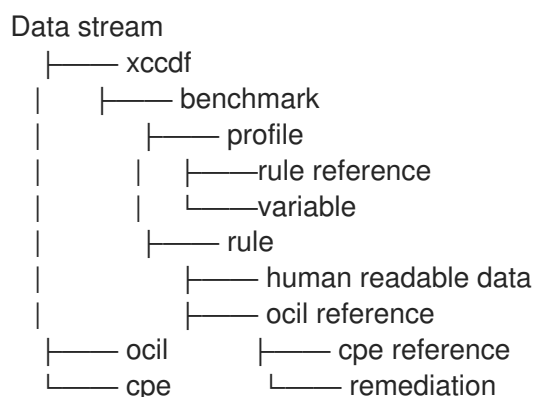 Data stream
├── xccdf
│ ├── benchmark
│ ├── profile
│ │ ├──rule reference
│ │ └──variable
│ ├── rule
│ ├── human readable data
│ ├── ocil reference
├── ocil ├── cpe reference
└── cpe └── remediation